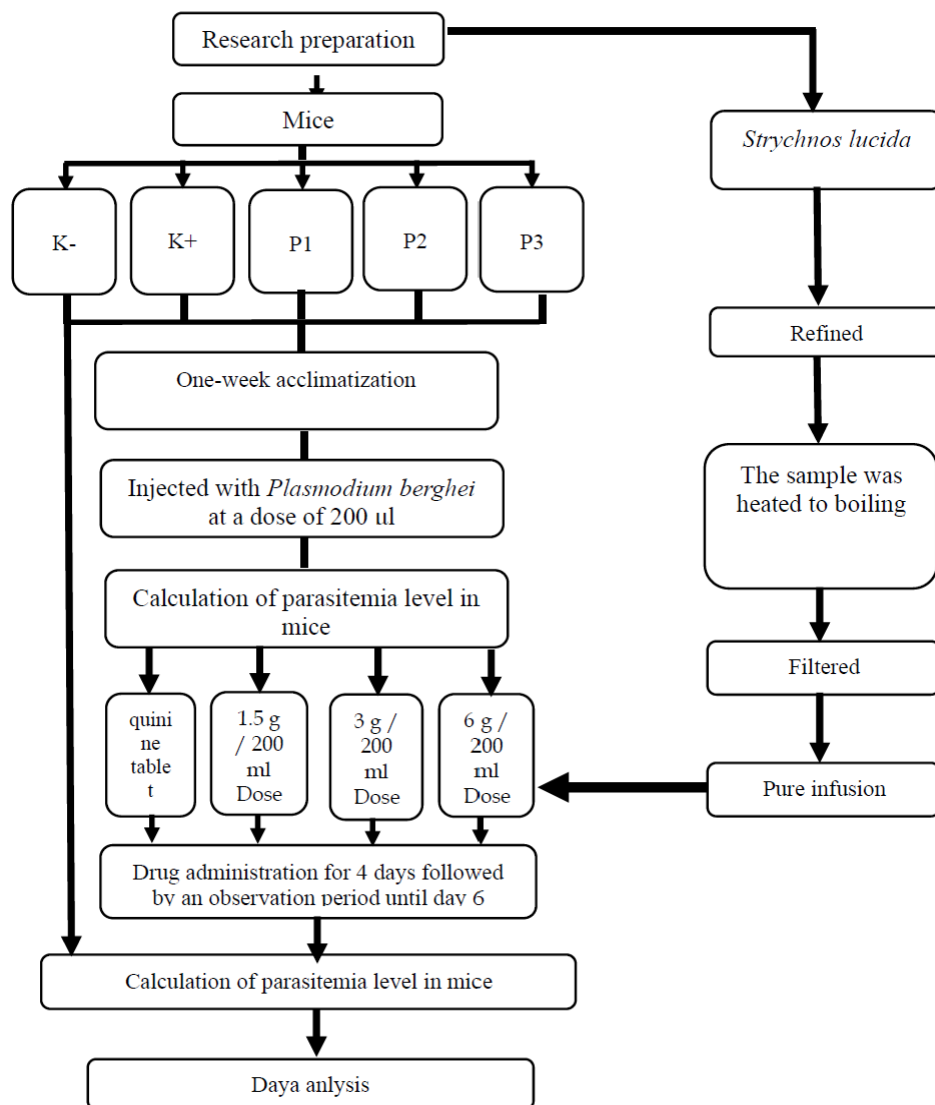 Research preparation
Mice
Strychnos lucida
K-
K+
P1
P2
P3
Refined
One-week acclimatization
The sample was
heated to boiling
Injected with Plasmodium berghei
at a dose of 200 ul
Calculation of parasitemia level in
mice
Filtered
quini
ne
table
t
1.5 g
/ 200
ml
Dose
3 g /
200
ml
Dose
6 g /
200
ml
Dose
Pure infusion
Drug administration for 4 days followed
by an observation period until day 6
Calculation of parasitemia level in mice
Daya anlysis